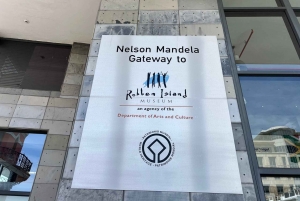 Nelson Mandela
Gateway to
Robben Island
MUSEUM
an agency of the
Department of Arts and Culture